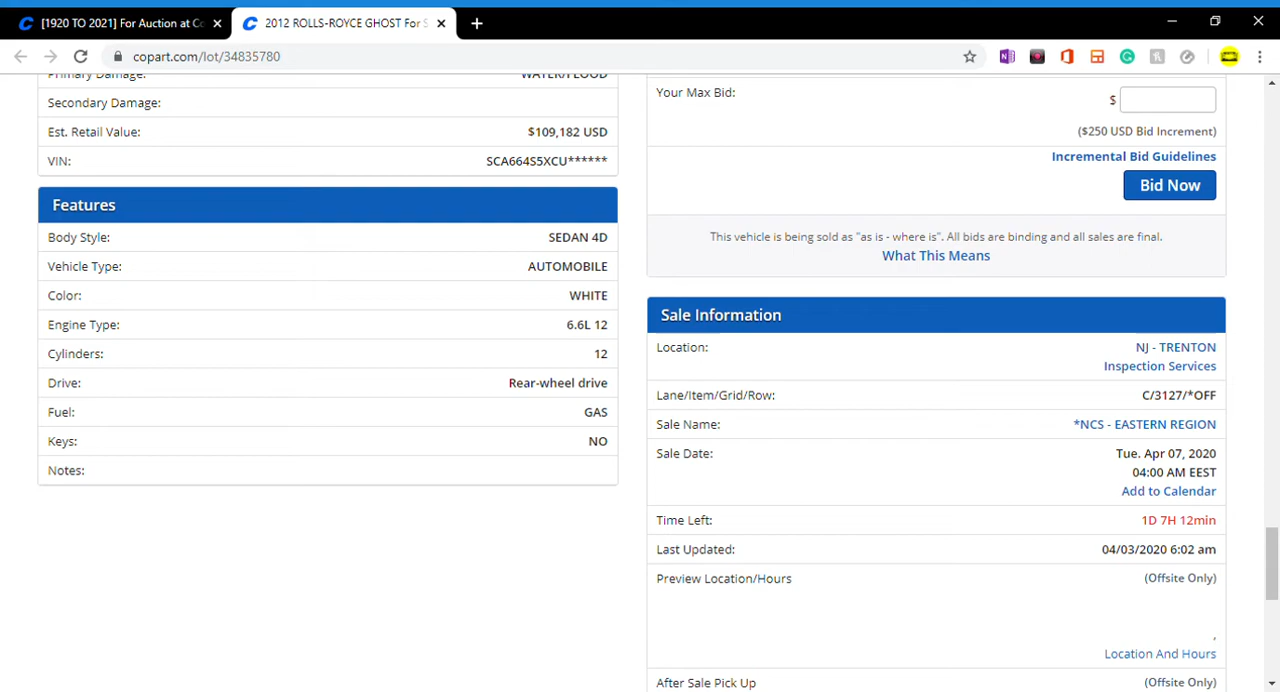 [1920 TO 2021] For Auction at Co
2012 ROLLS-ROYCE GHOST For S
copart.com/lot/34835780
Primary Damage: WATER/FLOOD
Secondary Damage:
Est. Retail Value: $109,182 USD
VIN: SCA664S5XCU******
Features
Body Style: SEDAN 4D
Vehicle Type: AUTOMOBILE
Color: WHITE
Engine Type: 6.6L 12
Cylinders: 12
Drive: Rear-wheel drive
Fuel: GAS
Keys: NO
Notes:
Your Max Bid: $
($250 USD Bid Increment)
Incremental Bid Guidelines
Bid Now
This vehicle is being sold as "as is - where is". All bids are binding and all sales are final.
What This Means
Sale Information
Location: NJ - TRENTON
Inspection Services
Lane/Item/Grid/Row: C/3127/*OFF
Sale Name: *NCS - EASTERN REGION
Sale Date: Tue. Apr 07, 2020
04:00 AM EEST
Add to Calendar
Time Left: 1D 7H 12min
Last Updated: 04/03/2020 6:02 am
Preview Location/Hours (Offsite Only)
,
Location And Hours
After Sale Pick Up (Offsite Only)